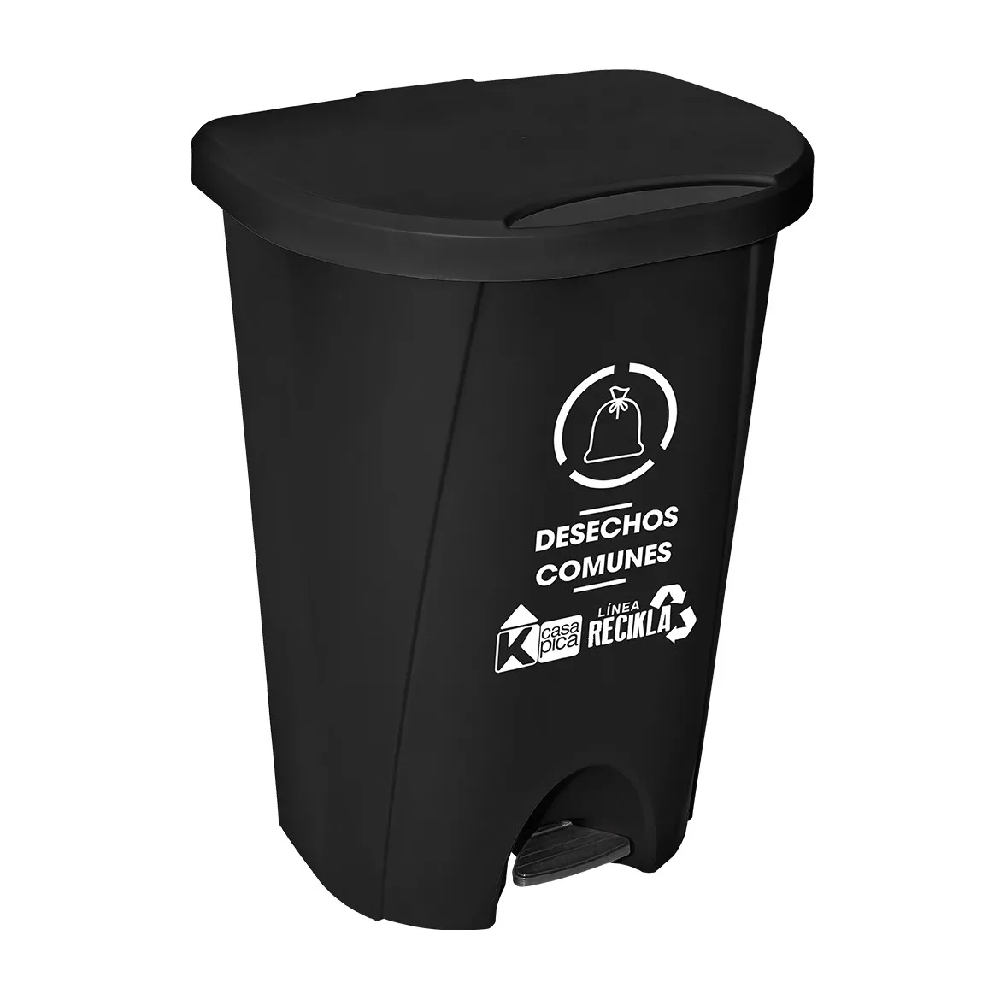 DESECHOS
COMUNES
K casa pica
LÍNEA
RECIKLA